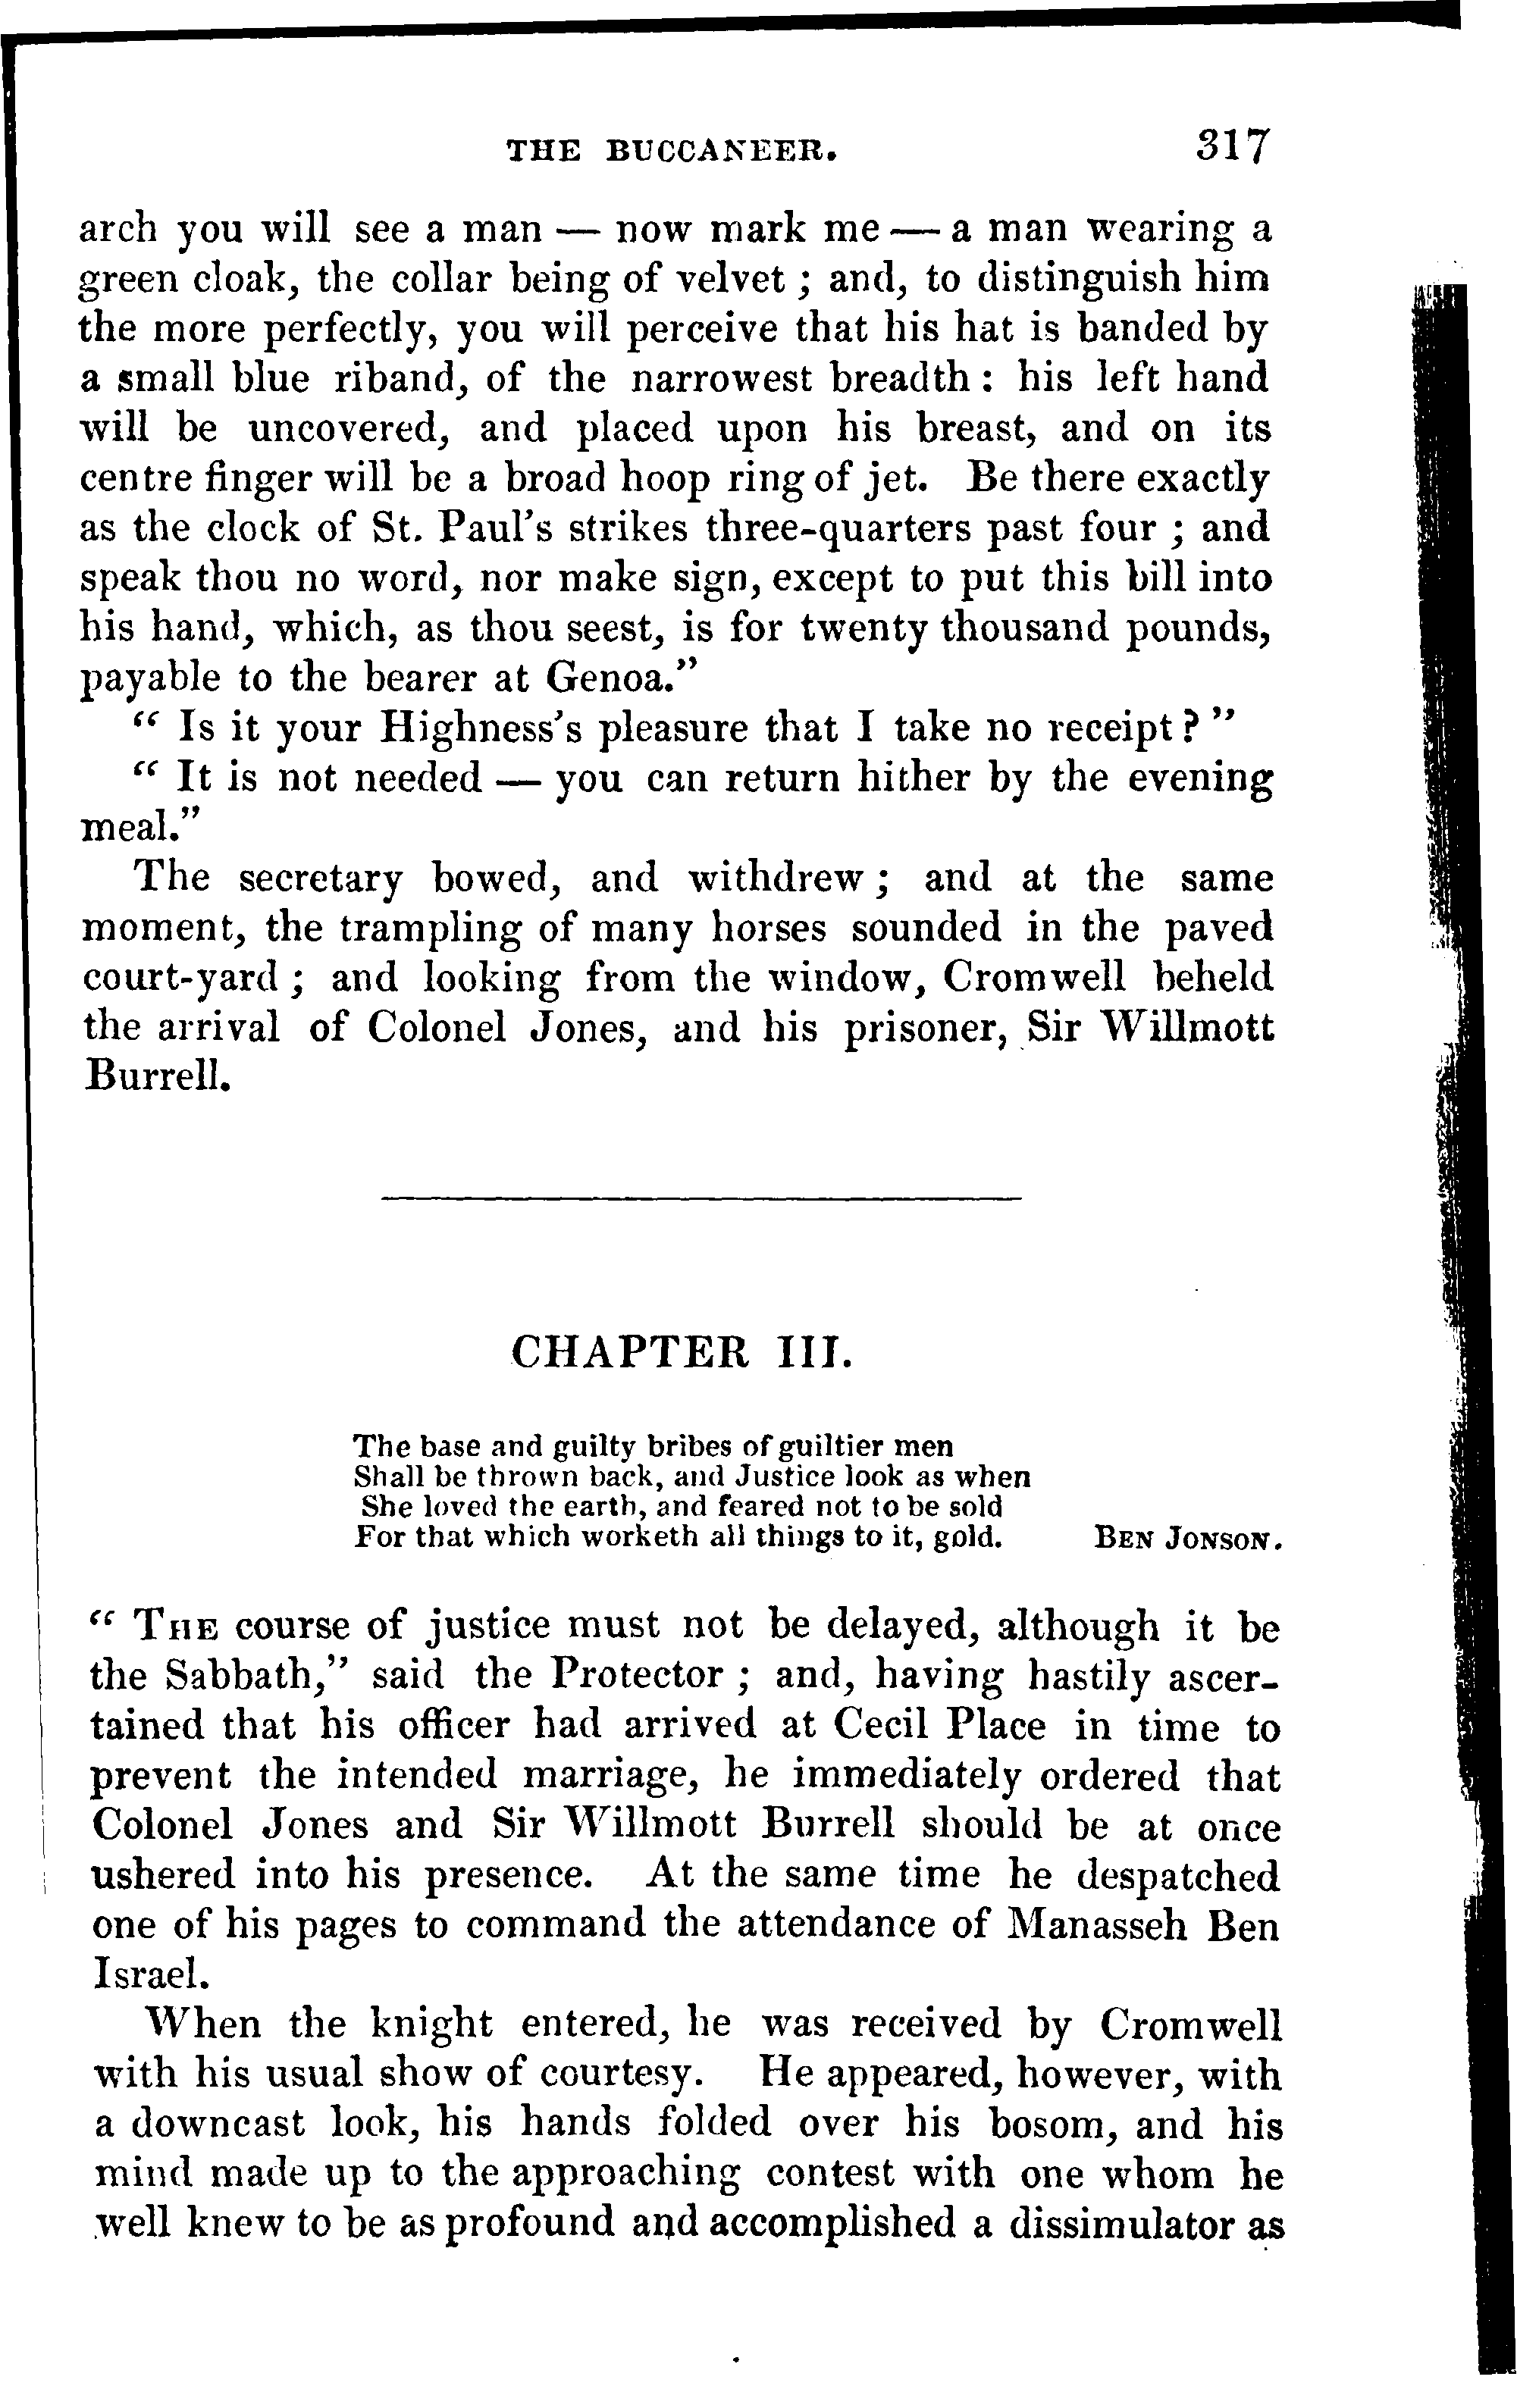 THE BUCCANEER. 317
arch you will see a man — now mark me — a man wearing a
green cloak, the collar being of velvet ; and, to distinguish him
the more perfectly, you will perceive that his hat is banded by
a small blue riband, of the narrowest breadth : his left hand
will be uncovered, and placed upon his breast, and on its
centre finger will be a broad hoop ring of jet. Be there exactly
as the clock of St. Paul's strikes three-quarters past four ; and
speak thou no word, nor make sign, except to put this bill into
his hand, which, as thou seest, is for twenty thousand pounds,
payable to the bearer at Genoa.”
“ Is it your Highness's pleasure that I take no receipt ? ”
“ It is not needed — you can return hither by the evening
meal.”
The secretary bowed, and withdrew ; and at the same
moment, the trampling of many horses sounded in the paved
court-yard ; and looking from the window, Cromwell beheld
the arrival of Colonel Jones, and his prisoner, Sir Willmott
Burrell.
CHAPTER III.
The base and guilty bribes of guiltier men
Shall be thrown back, and Justice look as when
She loved the earth, and feared not to be sold
For that which worketh all things to it, gold. BEN JONSON.
“ THE course of justice must not be delayed, although it be
the Sabbath,” said the Protector ; and, having hastily ascer-
tained that his officer had arrived at Cecil Place in time to
prevent the intended marriage, he immediately ordered that
Colonel Jones and Sir Willmott Burrell should be at once
ushered into his presence. At the same time he despatched
one of his pages to command the attendance of Manasseh Ben
Israel.
When the knight entered, he was received by Cromwell
with his usual show of courtesy. He appeared, however, with
a downcast look, his hands folded over his bosom, and his
mind made up to the approaching contest with one whom he
well knew to be as profound and accomplished a dissimulator as